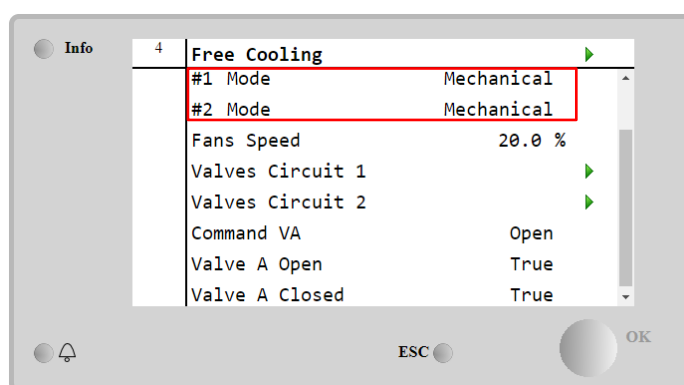 Info
4 Free Cooling
#1 Mode Mechanical
#2 Mode Mechanical
Fans Speed 20.0 %
Valves Circuit 1
Valves Circuit 2
Command VA Open
Valve A Open True
Valve A Closed True
OK
ESC